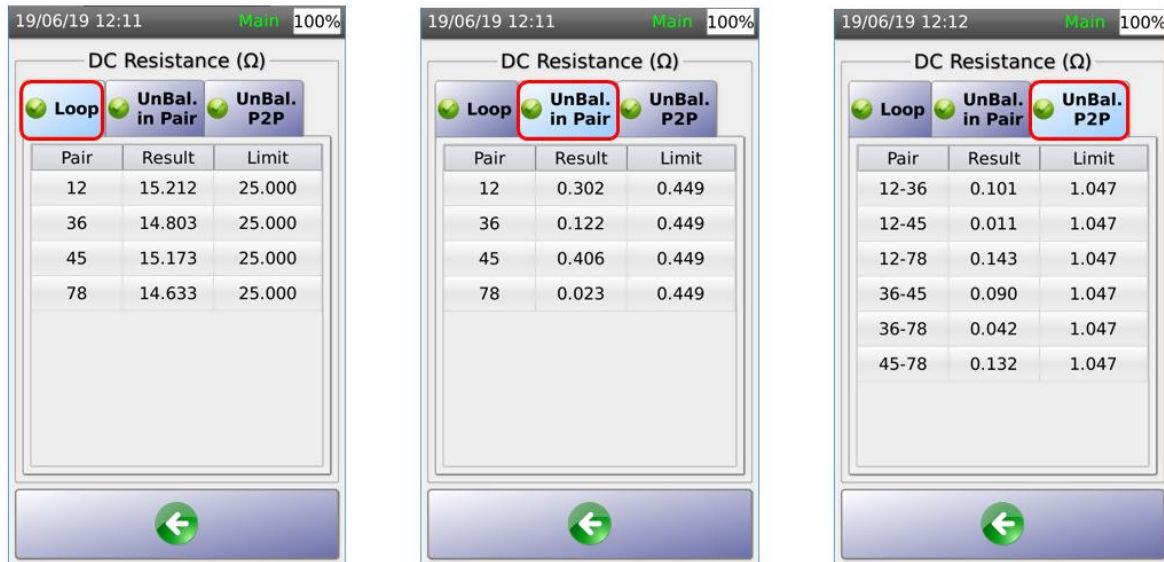 19/06/19 12:11 Main 100%
DC Resistance (Ω)
Loop UnBal. in Pair UnBal. P2P
Pair Result Limit
12 15.212 25.000
36 14.803 25.000
45 15.173 25.000
78 14.633 25.000
19/06/19 12:11 Main 100%
DC Resistance (Ω)
Loop UnBal. in Pair UnBal. P2P
Pair Result Limit
12 0.302 0.449
36 0.122 0.449
45 0.406 0.449
78 0.023 0.449
19/06/19 12:12 Main 100%
DC Resistance (Ω)
Loop UnBal. in Pair UnBal. P2P
Pair Result Limit
12-36 0.101 1.047
12-45 0.011 1.047
12-78 0.143 1.047
36-45 0.090 1.047
36-78 0.042 1.047
45-78 0.132 1.047